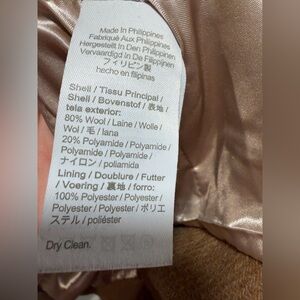 Made In Philippines
Fabriqué Aux Philippines
Hergestellt In Den Philippinen
Vervaardigd In De Filippijnen
フィリピン製
hecho en filipinas
Shell / Tissu Principal /
Shell / Bovenstof / 表地 /
tela exterior:
80% Wool / Laine / Wolle /
Wol / 毛 / lana
20% Polyamide / Polyamide /
Polyamide / Polyamide /
ナイロン / poliamida
Lining / Doublure / Futter
/ Voering / 裏地 / forro:
100% Polyester / Polyester /
Polyester / Polyester / ポリエ
ステル / poliéster
Dry Clean.